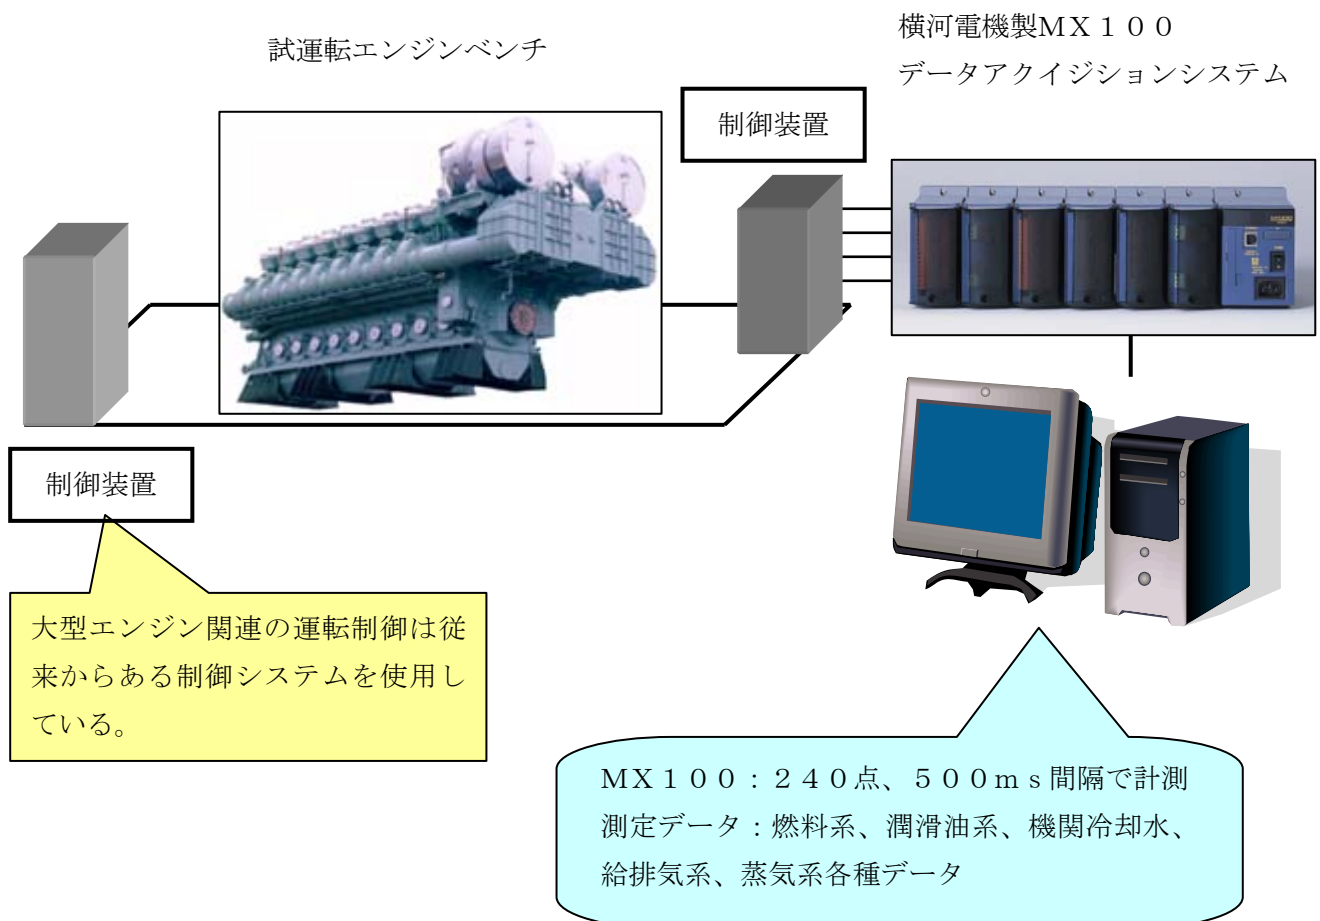 試運転エンジンベンチ
横河電機製MX１００
データアクイジションシステム
制御装置
制御装置
大型エンジン関連の運転制御は従
来からある制御システムを使用し
ている。
ＭＸ１００：２４０点、５００ｍｓ間隔で計測
測定データ：燃料系、潤滑油系、機関冷却水、
給排気系、蒸気系各種データ